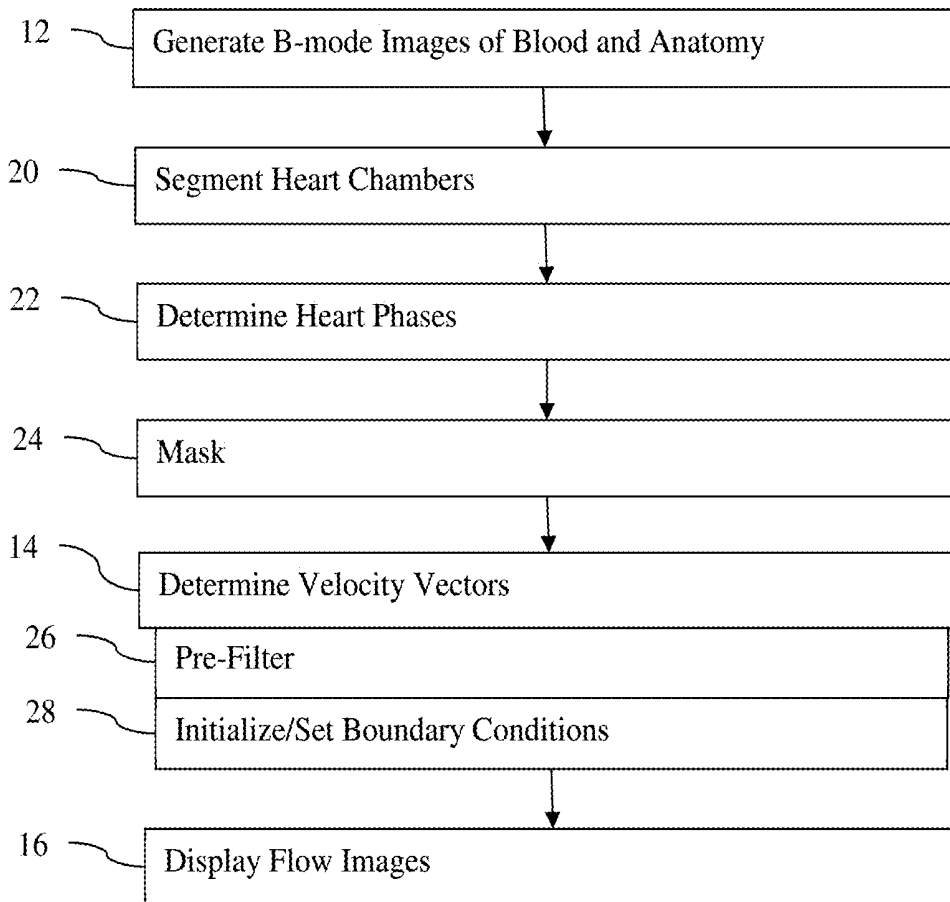 12 Generate B-mode Images of Blood and Anatomy
20 Segment Heart Chambers
22 Determine Heart Phases
24 Mask
14 Determine Velocity Vectors
26 Pre-Filter
28 Initialize/Set Boundary Conditions
16 Display Flow Images